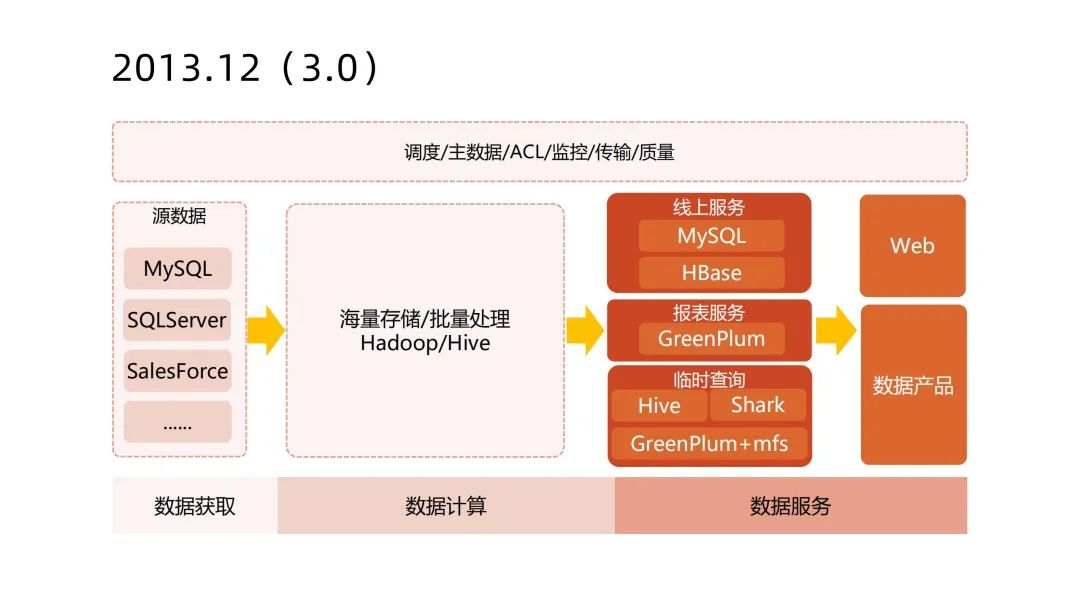 2013.12（3.0）
调度/主数据/ACL/监控/传输/质量
源数据
MySQL
SQLServer
SalesForce
......
海量存储/批量处理
Hadoop/Hive
线上服务
MySQL
HBase
报表服务
GreenPlum
临时查询
Hive
Shark
GreenPlum+mfs
Web
数据产品
数据获取
数据计算
数据服务